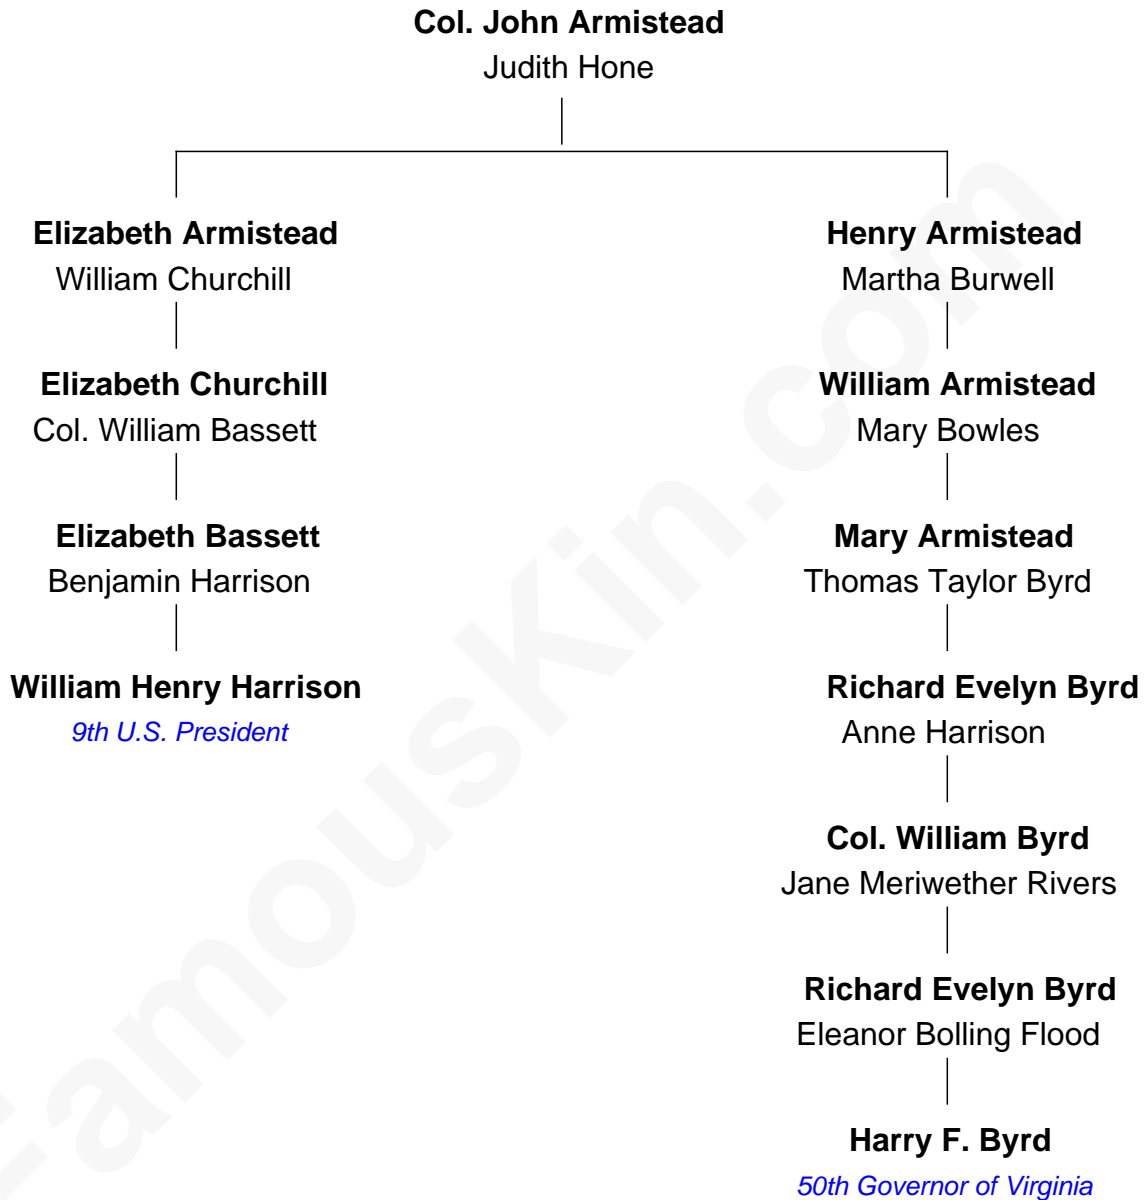 Col. John Armistead
Judith Hone
Elizabeth Armistead
William Churchill
Henry Armistead
Martha Burwell
Elizabeth Churchill
Col. William Bassett
William Armistead
Mary Bowles
Elizabeth Bassett
Benjamin Harrison
Mary Armistead
Thomas Taylor Byrd
William Henry Harrison
9th U.S. President
Richard Evelyn Byrd
Anne Harrison
Col. William Byrd
Jane Meriwether Rivers
Richard Evelyn Byrd
Eleanor Bolling Flood
Harry F. Byrd
50th Governor of Virginia
FamousKin.com